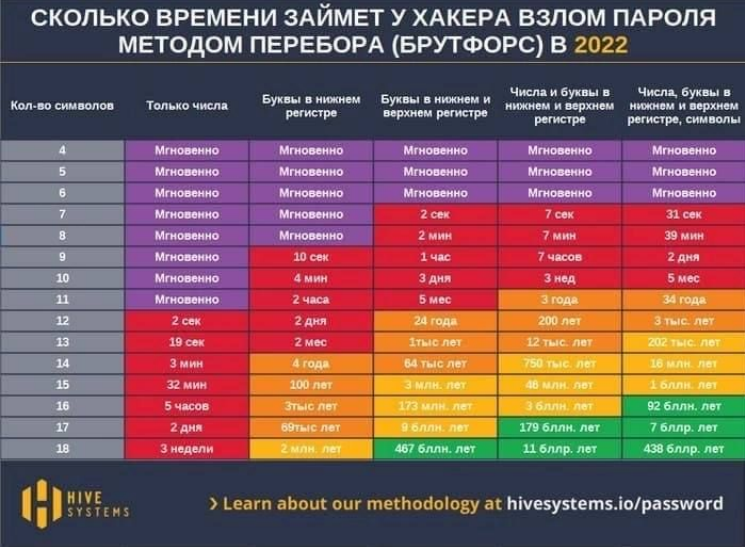 СКОЛЬКО ВРЕМЕНИ ЗАЙМЕТ У ХАКЕРА ВЗЛОМ ПАРОЛЯ
МЕТОДОМ ПЕРЕБОРА (БРУТФОРС) В 2022
Кол-во символов Только числа Буквы в нижнем регистре Буквы в нижнем и верхнем регистре Числа и буквы в нижнем и верхнем регистре Числа, буквы в нижнем и верхнем регистре, символы
4 Мгновенно Мгновенно Мгновенно Мгновенно Мгновенно
5 Мгновенно Мгновенно Мгновенно Мгновенно Мгновенно
6 Мгновенно Мгновенно Мгновенно Мгновенно Мгновенно
7 Мгновенно Мгновенно 2 сек 7 сек 31 сек
8 Мгновенно Мгновенно 2 мин 7 мин 39 мин
9 Мгновенно 10 сек 1 час 7 часов 2 дня
10 Мгновенно 4 мин 3 дня 3 нед 5 мес
11 Мгновенно 2 часа 5 мес 3 года 34 года
12 2 сек 2 дня 24 года 200 лет 3 тыс. лет
13 19 сек 2 мес 1тыс лет 12 тыс. лет 202 тыс. лет
14 3 мин 4 года 64 тыс лет 750 тыс. лет 16 млн. лет
15 32 мин 100 лет 3 млн. лет 46 млн. лет 1 блн. лет
16 5 часов 3тыс лет 173 млн. лет 3 блн. лет 92 блн. лет
17 2 дня 69тыс лет 9 блн. лет 179 блн. лет 7 блр. лет
18 3 недели 2 млн. лет 467 блн. лет 11 блр. лет 438 блр. лет
HIVE
SYSTEMS
› Learn about our methodology at hivesystems.io/password